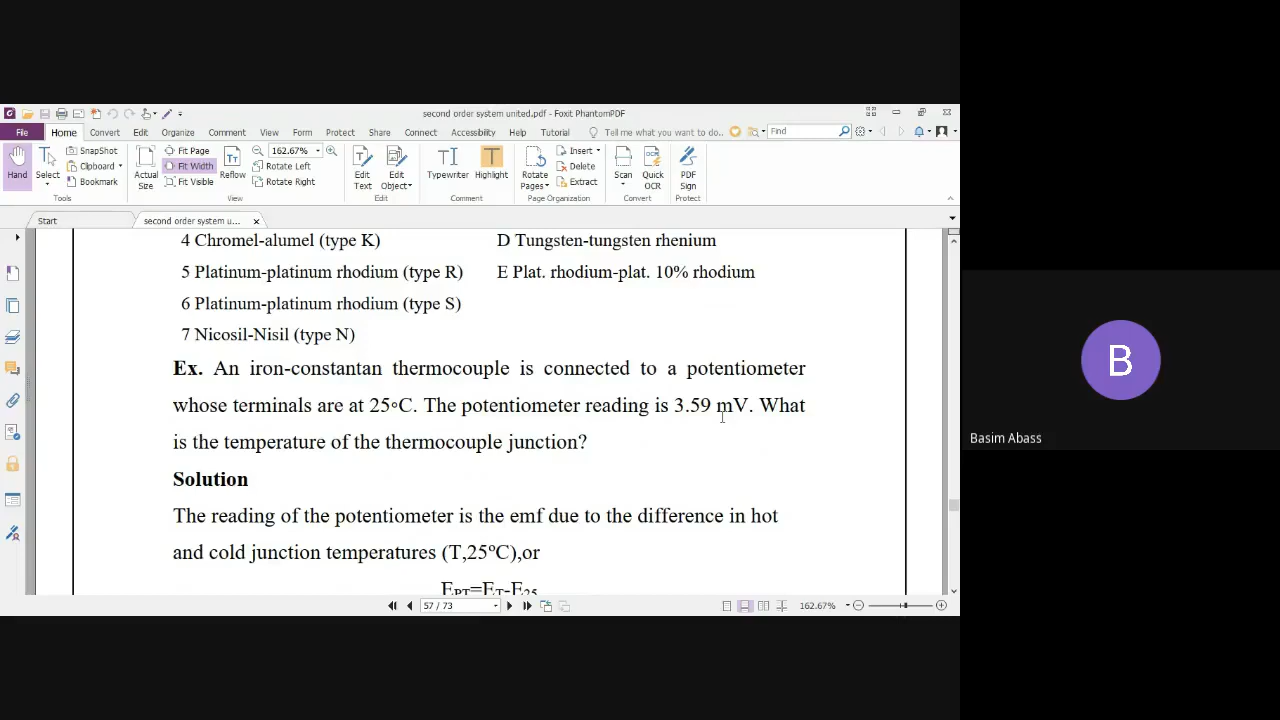 second order system united.pdf - Foxit PhantomPDF
File Home Convert Edit Organize Comment View Form Protect Share Connect Accessibility Help Tutorial Tell me what you want to do.. Find
Hand
Select
SnapShot
Clipboard
Bookmark
Tools
Actual Size
Fit Page
Fit Width
Fit Visible
Reflow
162.67%
Rotate Left
Rotate Right
View
Edit Text
Edit Object
Edit
Typewriter
Highlight
Comment
Rotate Pages
Insert
Delete
Extract
Page Organization
Scan
Quick OCR
Convert
PDF Sign
Protect
Start second order system u...
4 Chromel-alumel (type K) D Tungsten-tungsten rhenium
5 Platinum-platinum rhodium (type R) E Plat. rhodium-plat. 10% rhodium
6 Platinum-platinum rhodium (type S)
7 Nicosil-Nisil (type N)
Ex. An iron-constantan thermocouple is connected to a potentiometer
whose terminals are at 25∘C. The potentiometer reading is 3.59 mV. What
is the temperature of the thermocouple junction?
Solution
The reading of the potentiometer is the emf due to the difference in hot
and cold junction temperatures (T,25ºC),or
EPT=ET-E25
57 / 73 162.67%
B
Basim Abass